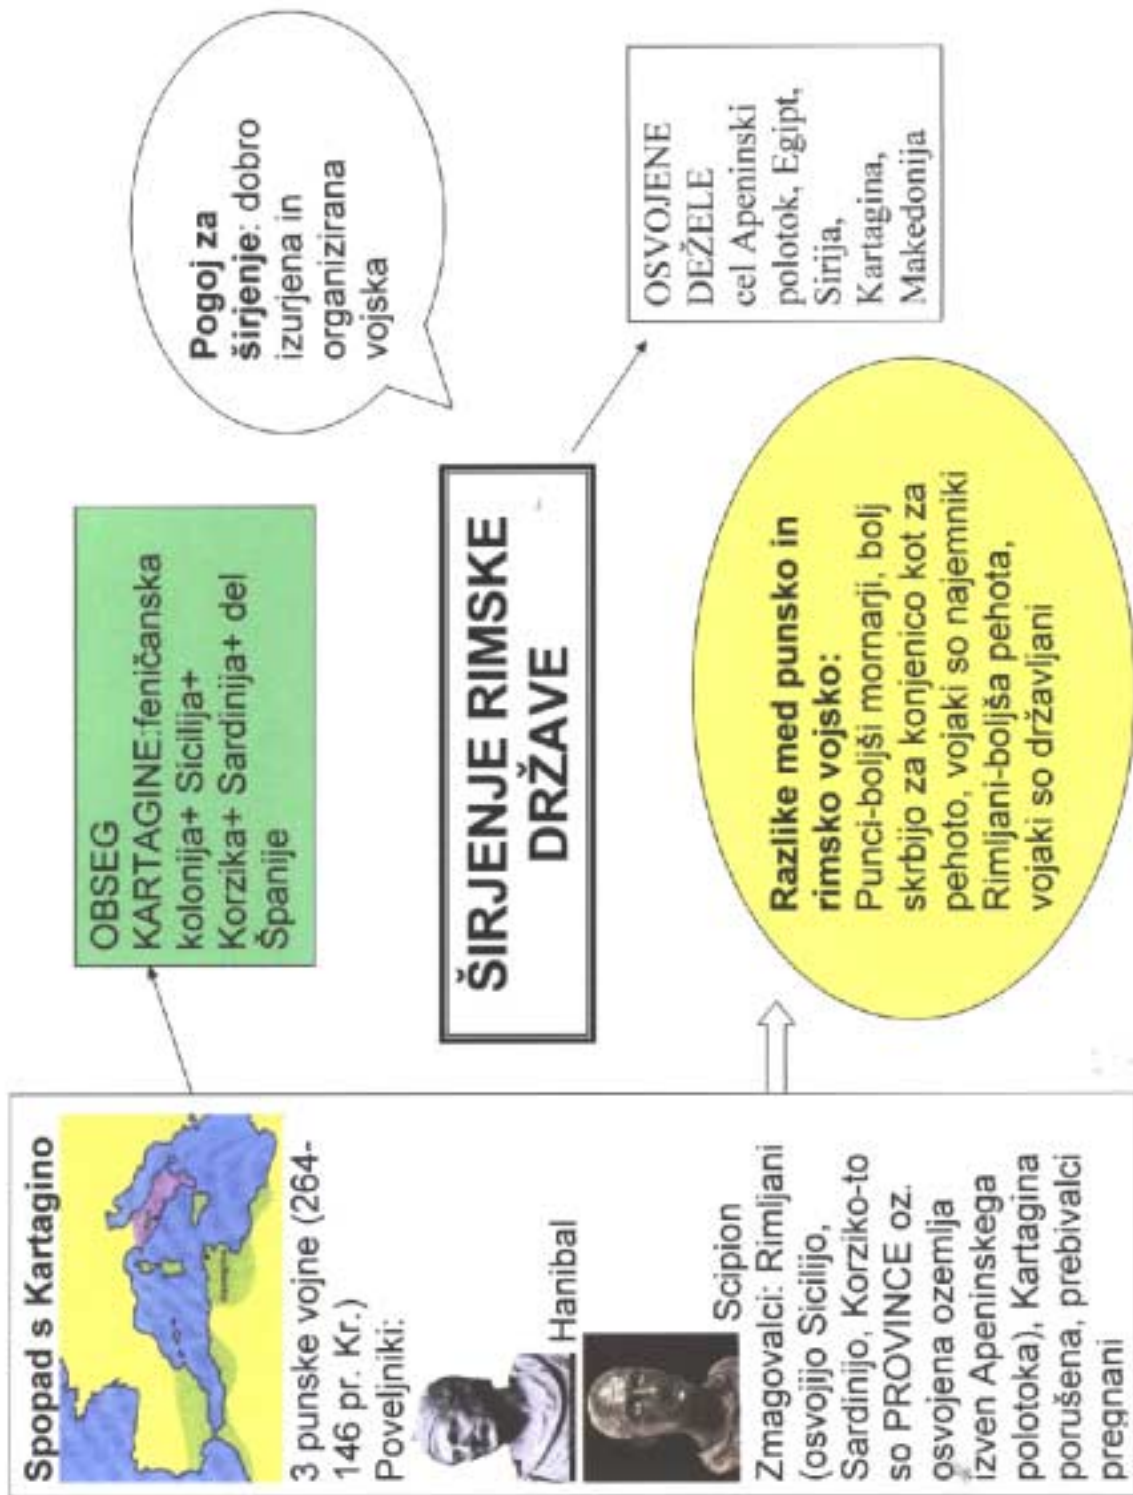 Spopad s Kartagino
3 punske vojne (264-
146 pr. Kr.)
Poveljniki:
Hanibal
Scipion
Zmagovalci: Rimljani
(osvojijo Sicilijo,
Sardinijo, Korziko-to
so PROVINCE oz.
osvojena ozemlja
izven Apeninskega
polotoka), Kartagina
porušena, prebivalci
pregnani
OBSEG
KARTAGINE:feničanska
kolonija+ Sicilija+
Korzika+ Sardinija+ del
Španije
Pogoj za
širjenje: dobro
izurjena in
organizirana
vojska
ŠIRJENJE RIMSKE
DRŽAVE
OSVOJENE
DEŽELE
cel Apeninski
polotok, Egipt,
Sirija,
Kartagina,
Makedonija
Razlike med punsko in
rimsko vojsko:
Punci-boljši mornarji, bolj
skrbijo za konjenico kot za
pehoto, vojaki so najemniki
Rimljani-boljša pehota,
vojaki so državljani